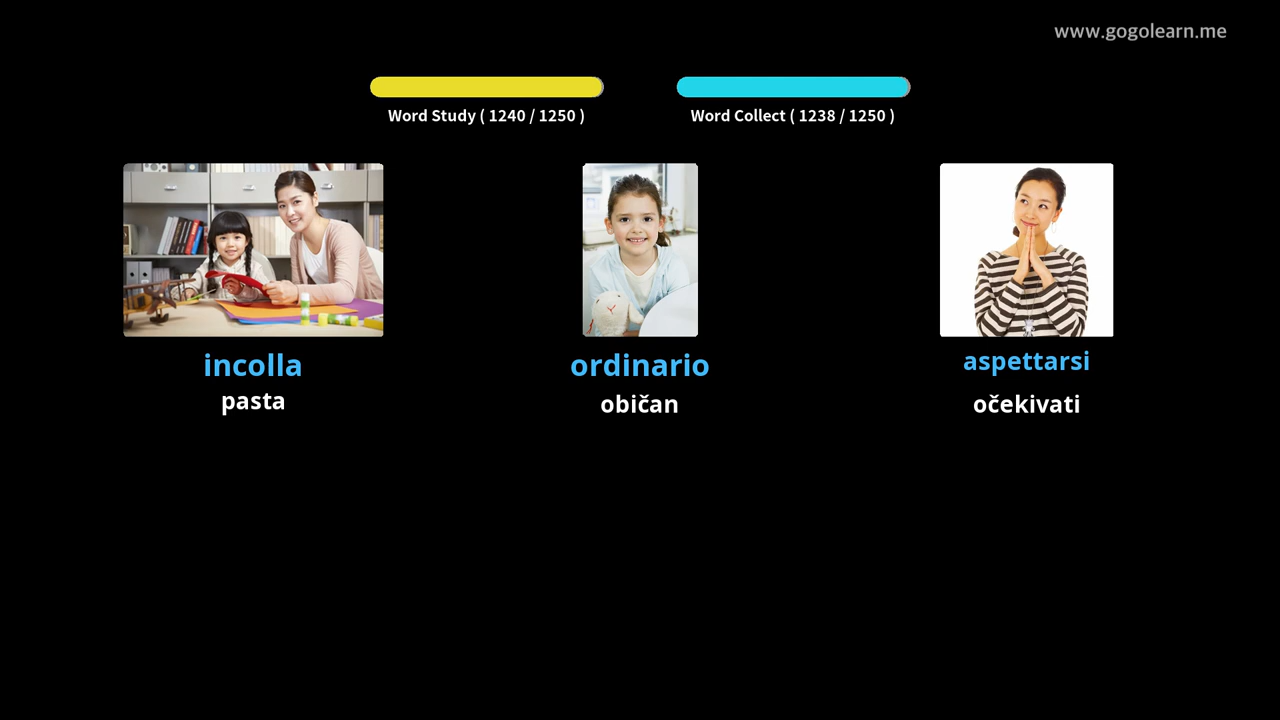 www.gogolearn.me
Word Study ( 1240 / 1250 )
Word Collect ( 1238 / 1250 )
incolla
pasta
ordinario
običan
aspettarsi
očekivati